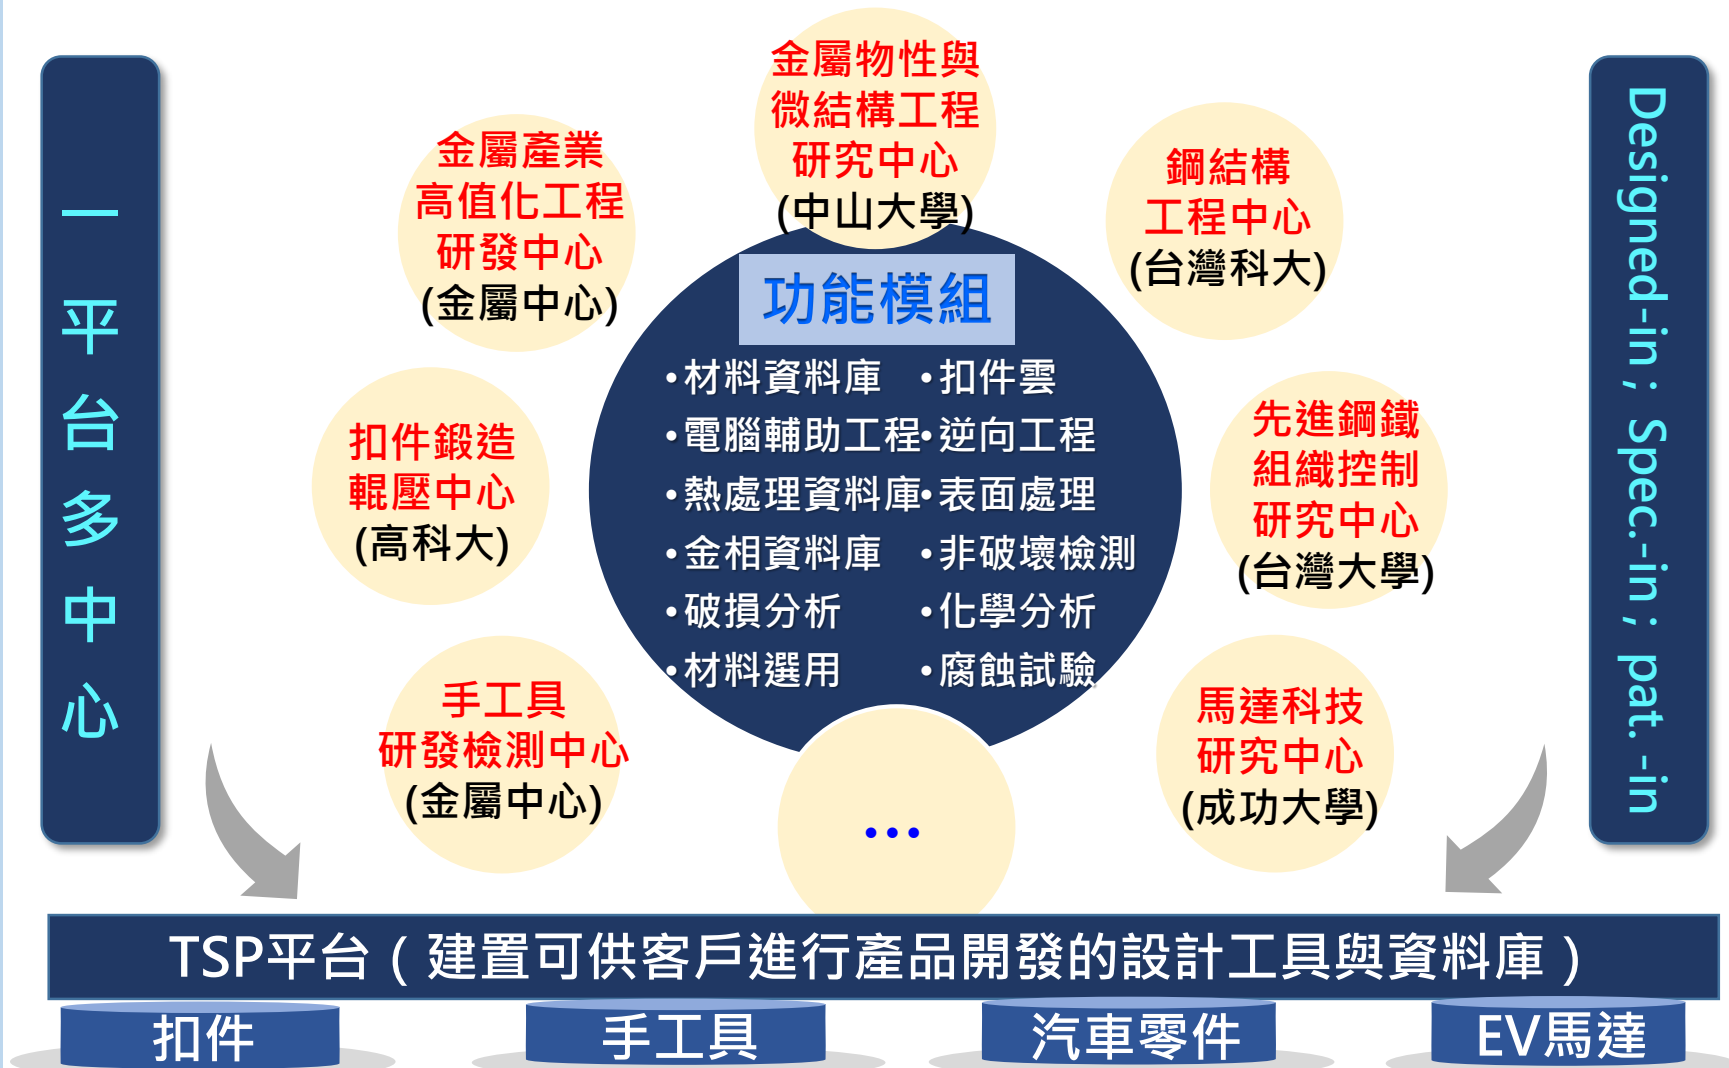 一平台多中心
金屬物性與
微結構工程
研究中心
(中山大學)
金屬產業
高值化工程
研發中心
(金屬中心)
鋼結構
工程中心
(台灣科大)
扣件鍛造
輥壓中心
(高科大)
先進鋼鐵
組織控制
研究中心
(台灣大學)
手工具
研發檢測中心
(金屬中心)
馬達科技
研究中心
(成功大學)
功能模組
•材料資料庫
•電腦輔助工程
•熱處理資料庫
•金相資料庫
•破損分析
•材料選用
•扣件雲
•逆向工程
•表面處理
•非破壞檢測
•化學分析
•腐蝕試驗
...
Designed-in ; Spec.-in ; pat. -in
TSP平台（建置可供客戶進行產品開發的設計工具與資料庫）
扣件
手工具
汽車零件
EV馬達